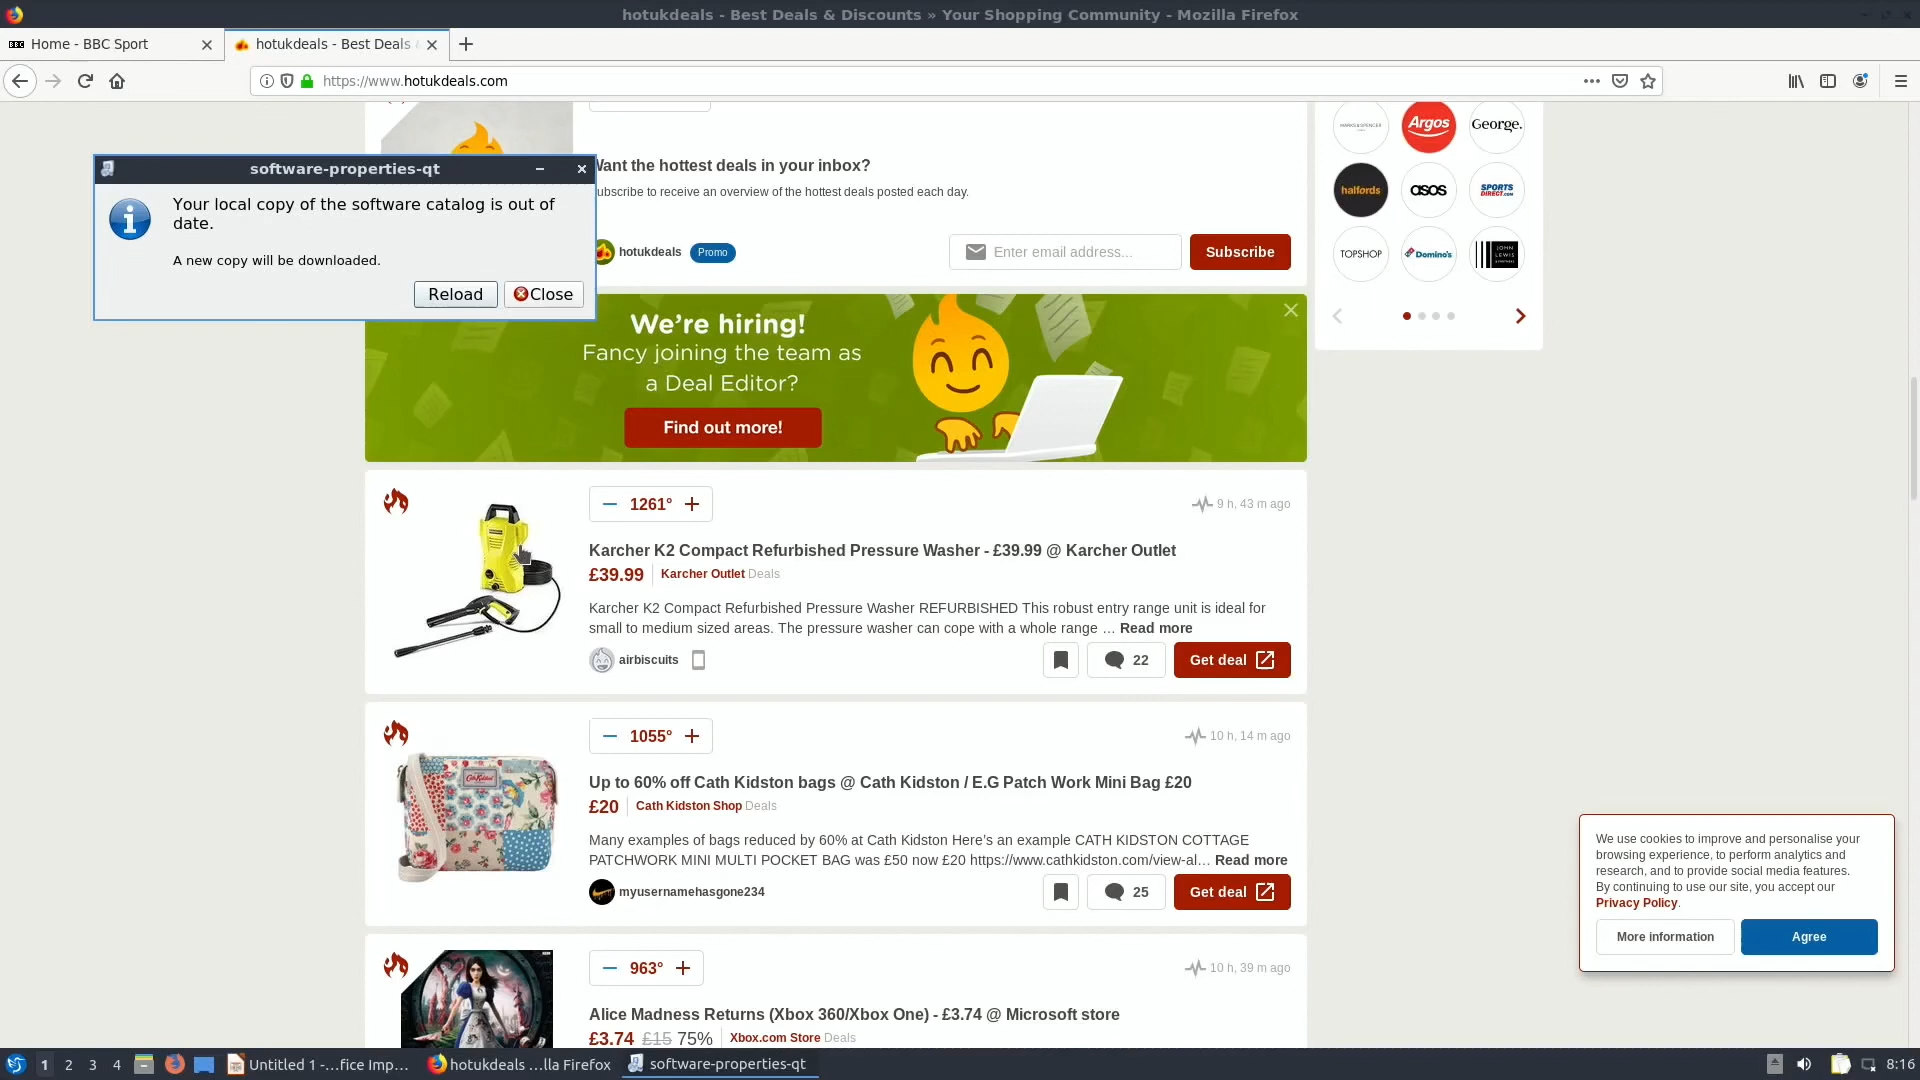 hotukdeals - Best Deals & Discounts » Your Shopping Community - Mozilla Firefox
BBC Home - BBC Sport
hotukdeals - Best Deals &
https://www.hotukdeals.com
software-properties-qt
Your local copy of the software catalog is out of
date.
A new copy will be downloaded.
Reload
Close
Want the hottest deals in your inbox?
ubscribe to receive an overview of the hottest deals posted each day.
hotukdeals Promo
Enter email address...
Subscribe
MARKS & SPENCER
Argos
George.
halfords
asos
SPORTS
DIRECT.COM
TOPSHOP
Domino's
JOHN
LEWIS
We're hiring!
Fancy joining the team as
a Deal Editor?
Find out more!
1261°
9 h, 43 m ago
Karcher K2 Compact Refurbished Pressure Washer - £39.99 @ Karcher Outlet
£39.99 Karcher Outlet Deals
Karcher K2 Compact Refurbished Pressure Washer REFURBISHED This robust entry range unit is ideal for
small to medium sized areas. The pressure washer can cope with a whole range … Read more
airbiscuits
22
Get deal
1055°
10 h, 14 m ago
Up to 60% off Cath Kidston bags @ Cath Kidston / E.G Patch Work Mini Bag £20
£20 Cath Kidston Shop Deals
Many examples of bags reduced by 60% at Cath Kidston Here's an example CATH KIDSTON COTTAGE
PATCHWORK MINI MULTI POCKET BAG was £50 now £20 https://www.cathkidston.com/view-al… Read more
myusernamehasgone234
25
Get deal
Cath Kidston
963°
10 h, 39 m ago
Alice Madness Returns (Xbox 360/Xbox One) - £3.74 @ Microsoft store
£3.74 £15 75% Xbox.com Store Deals
We use cookies to improve and personalise your
browsing experience, to perform analytics and
research, and to provide social media features.
By continuing to use our site, you accept our
Privacy Policy.
More information
Agree
1 2 3 4
Untitled 1 -...fice Imp...
hotukdeals ...lla Firefox
software-properties-qt
8:16